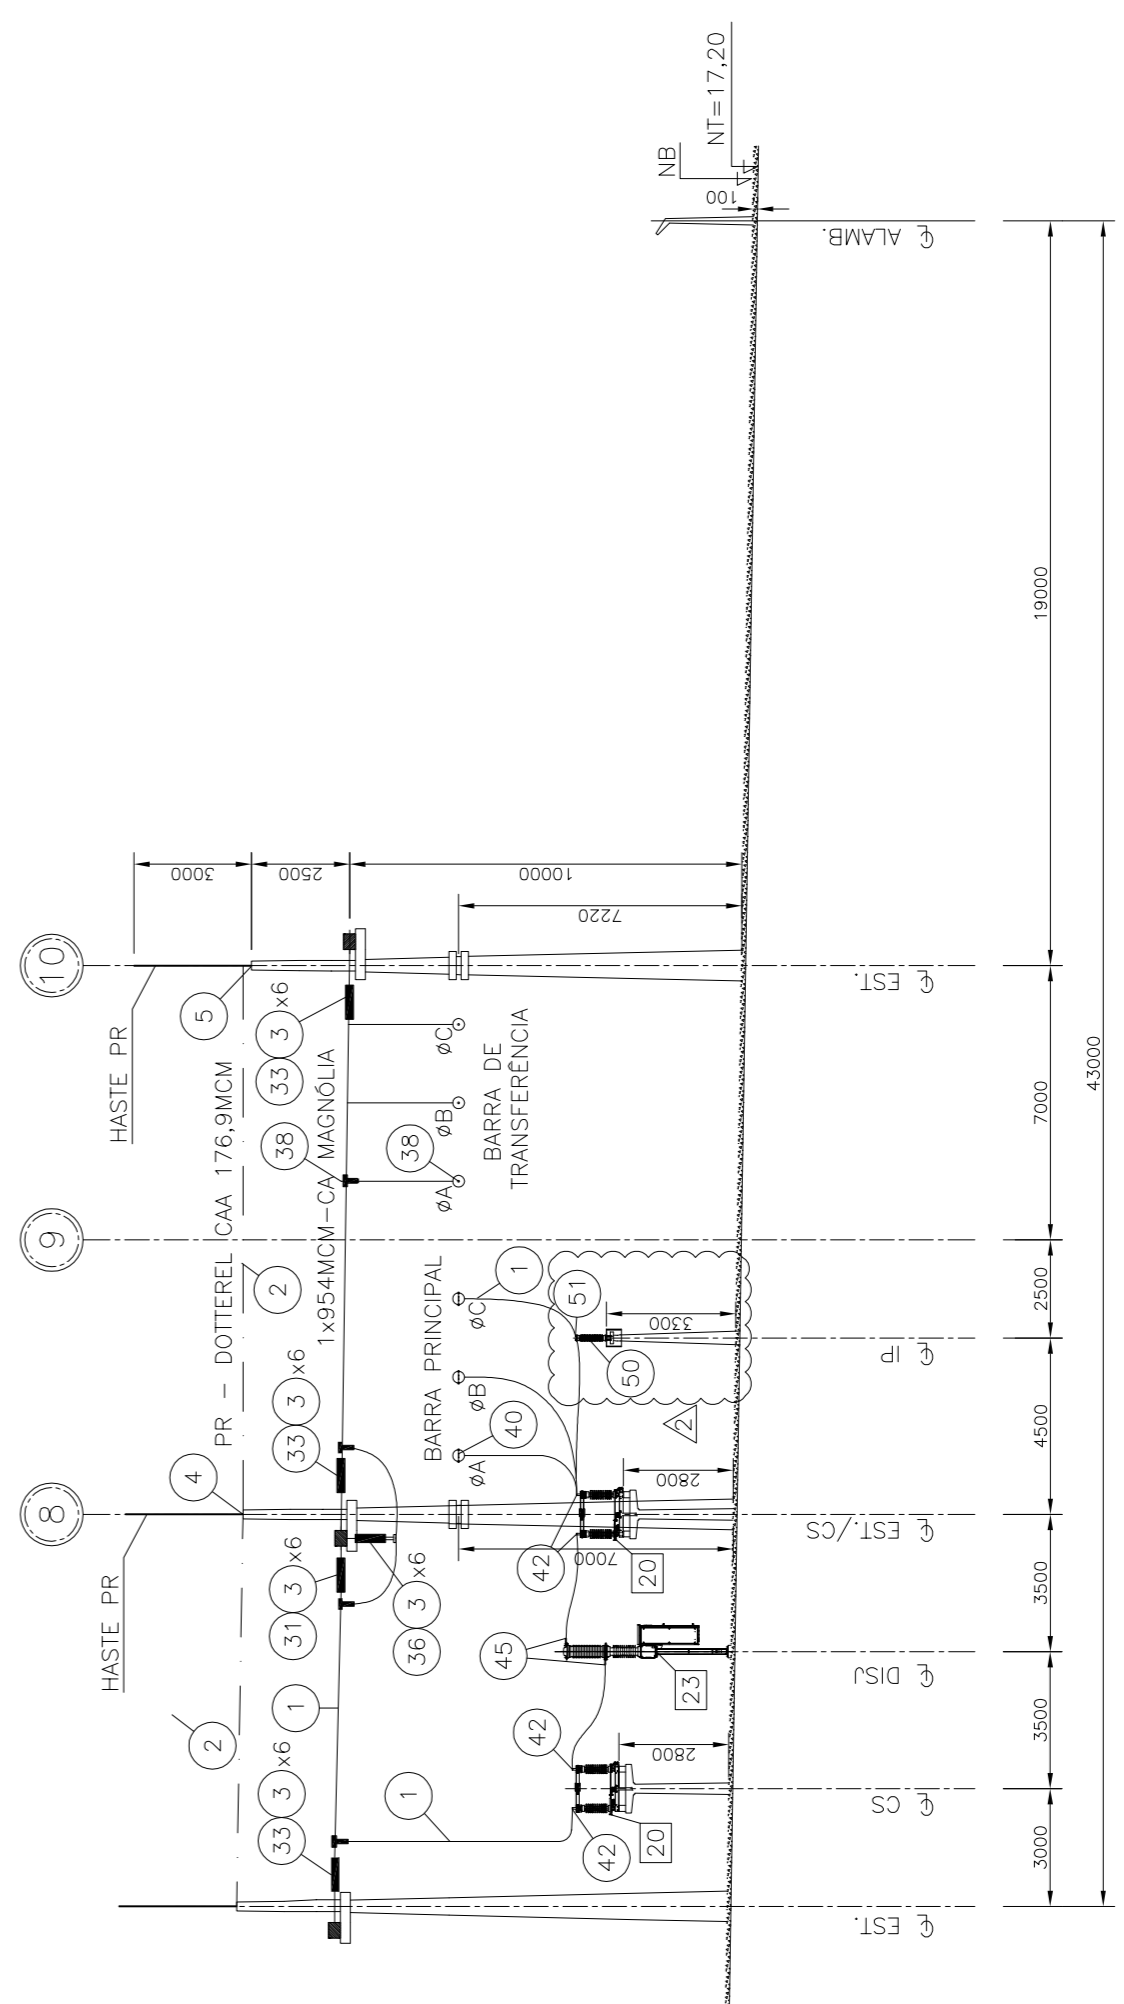 8
9
10
HASTE PR
HASTE PR
4
5
2
2
PR - DOTTEREL CAA 176,9MCM
1x954MCM-CA MAGNÓLIA
33
3
x6
31
3
x6
36
3
x6
33
3
x6
33
3
x6
1
1
1
38
38
40
42
42
42
45
50
51
20
20
23
2
BARRA PRINCIPAL
øA
øB
øC
BARRA DE
TRANSFERÊNCIA
øA
øB
øC
3000
2500
10000
7220
7000
2800
2800
3300
NB
NT=17,20
100
℄ EST.
℄ CS
℄ DISJ
℄ EST./CS
℄ IP
℄ EST.
℄ ALAMB.
3000
3500
3500
4500
2500
7000
19000
43000